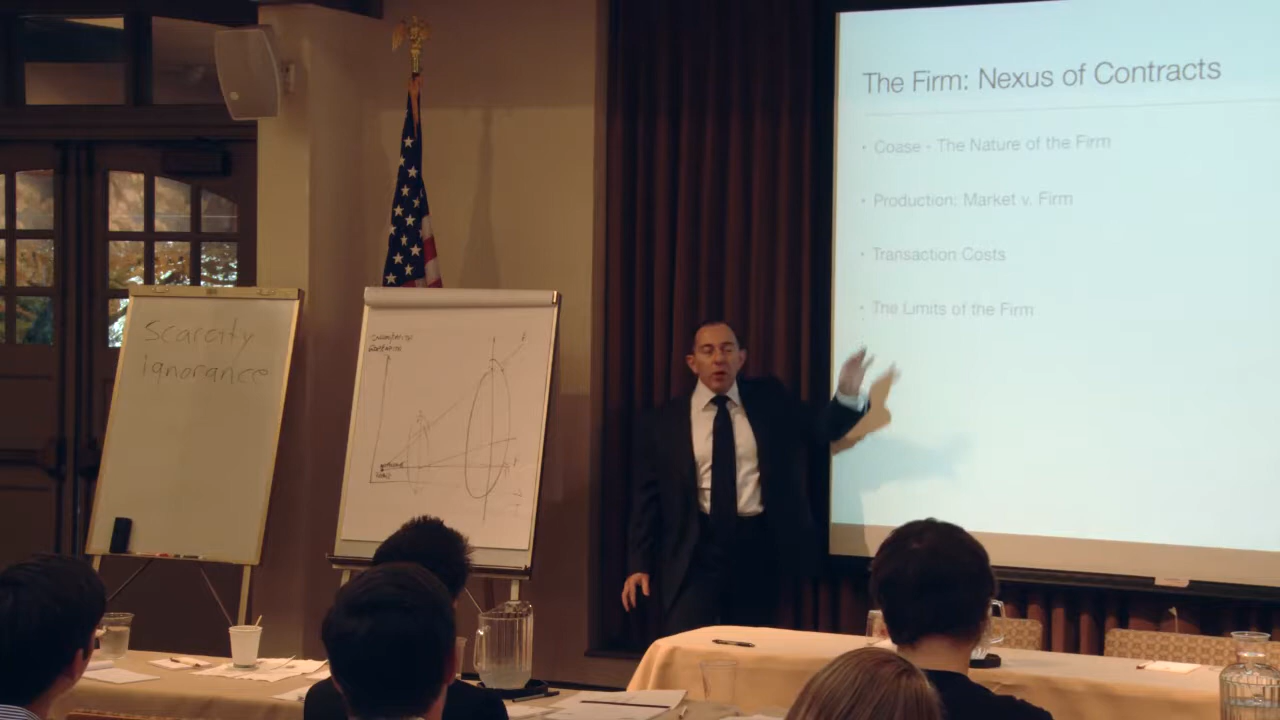 Scarcity
ignorance
The Firm: Nexus of Contracts
• Coase - The Nature of the Firm
• Production: Market v. Firm
• Transaction Costs
• The Limits of the Firm